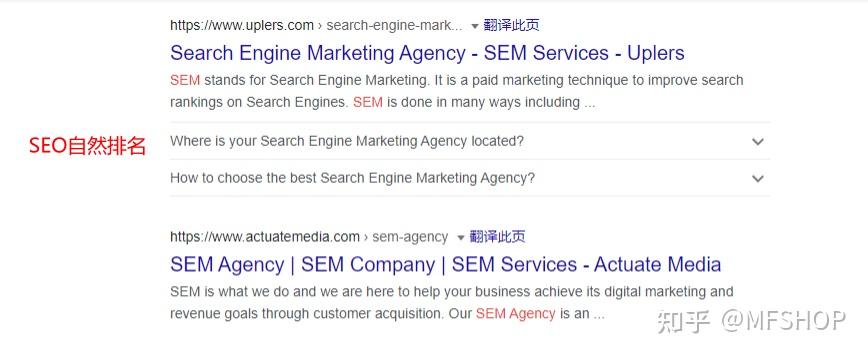 https://www.uplers.com › search-engine-mark... 翻译此页
Search Engine Marketing Agency - SEM Services - Uplers
SEM stands for Search Engine Marketing. It is a paid marketing technique to improve search
rankings on Search Engines. SEM is done in many ways including ...
SEO自然排名
Where is your Search Engine Marketing Agency located?
How to choose the best Search Engine Marketing Agency?
https://www.actuatemedia.com › sem-agency 翻译此页
SEM Agency | SEM Company | SEM Services - Actuate Media
SEM is what we do and we are here to help your business achieve its digital marketing and
revenue goals through customer acquisition. Our SEM Agency is an ...
知乎 @MFSHOP